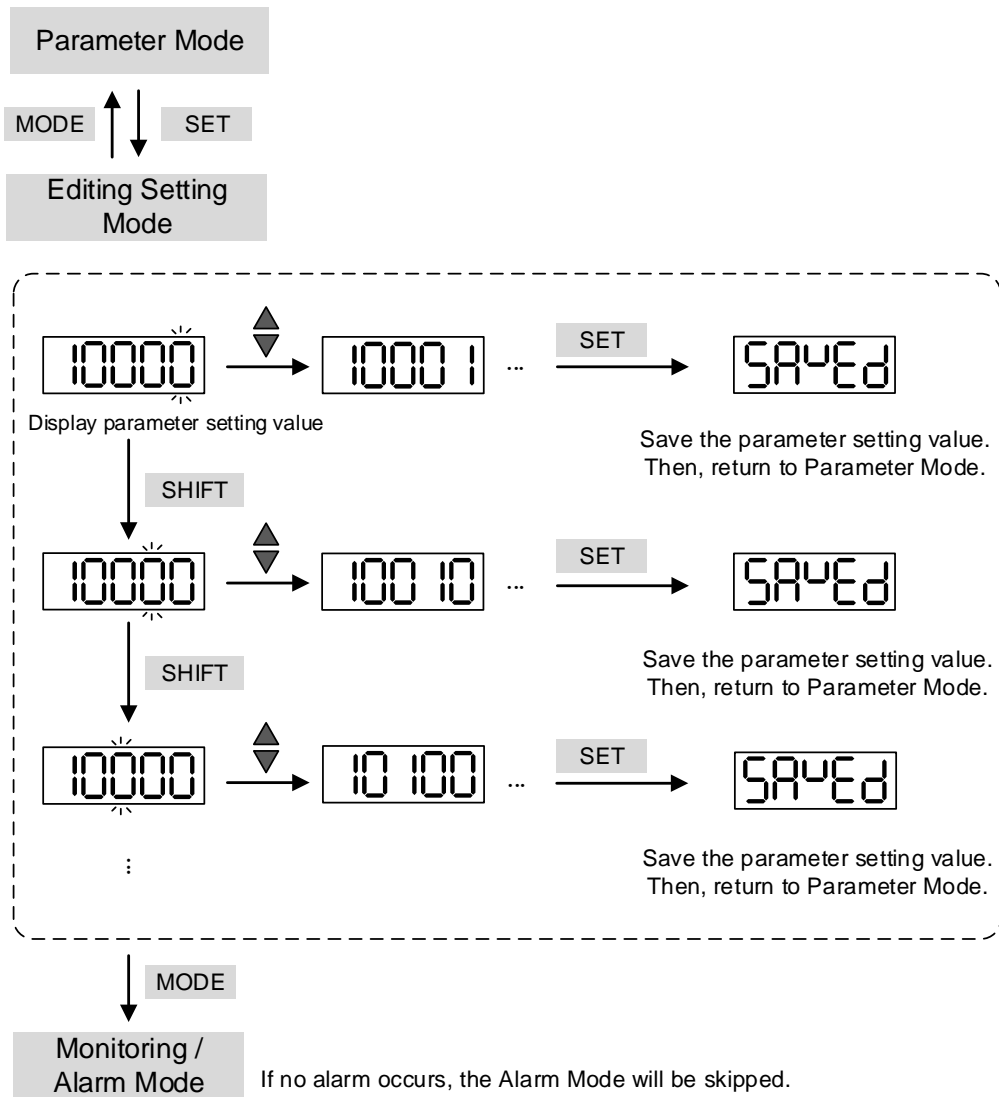 Parameter Mode
MODE
SET
Editing Setting
Mode
10000
10001
...
SET
SAvEd
Display parameter setting value
Save the parameter setting value.
Then, return to Parameter Mode.
SHIFT
10000
10010
...
SET
SAvEd
Save the parameter setting value.
Then, return to Parameter Mode.
SHIFT
10000
10100
...
SET
SAvEd
Save the parameter setting value.
Then, return to Parameter Mode.
...
MODE
Monitoring /
Alarm Mode
If no alarm occurs, the Alarm Mode will be skipped.